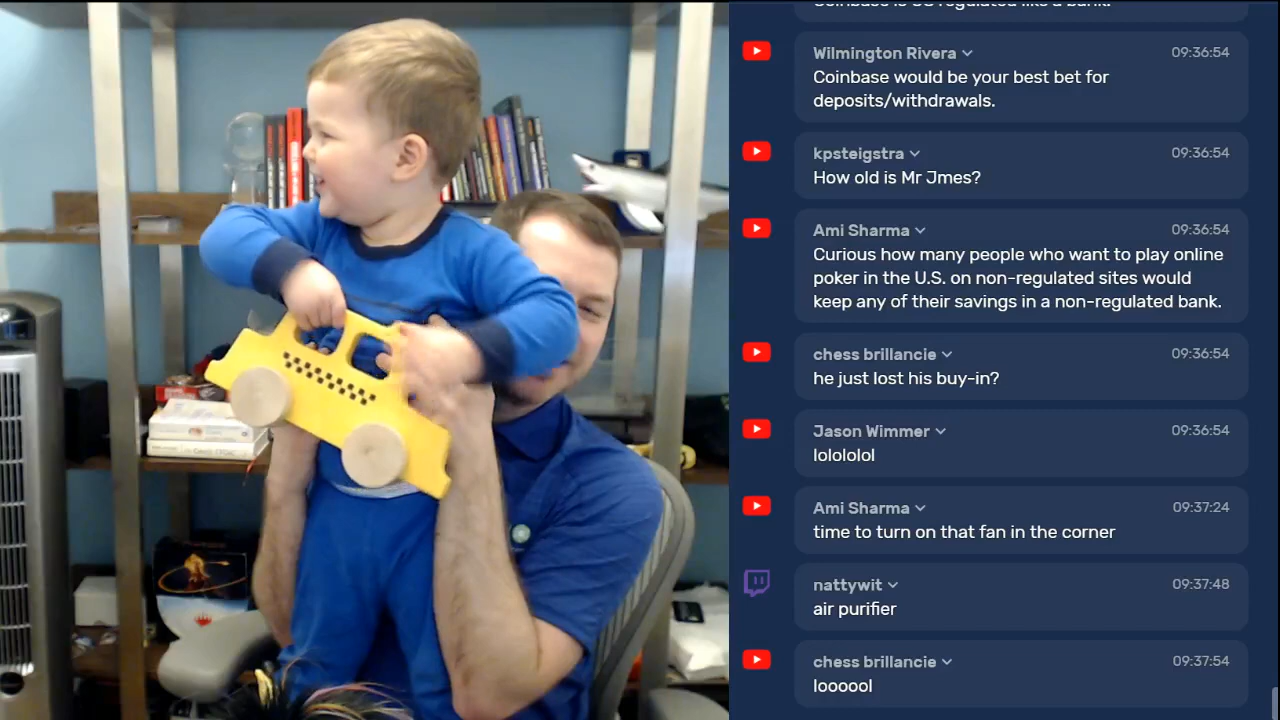 Wilmington Rivera
09:36:54
Coinbase would be your best bet for
deposits/withdrawals.
kpsteigstra
09:36:54
How old is Mr Jmes?
Ami Sharma
09:36:54
Curious how many people who want to play online
poker in the U.S. on non-regulated sites would
keep any of their savings in a non-regulated bank.
chess brillancie
09:36:54
he just lost his buy-in?
Jason Wimmer
09:36:54
lolololol
Ami Sharma
09:37:24
time to turn on that fan in the corner
nattywit
09:37:48
air purifier
chess brillancie
09:37:54
loooool